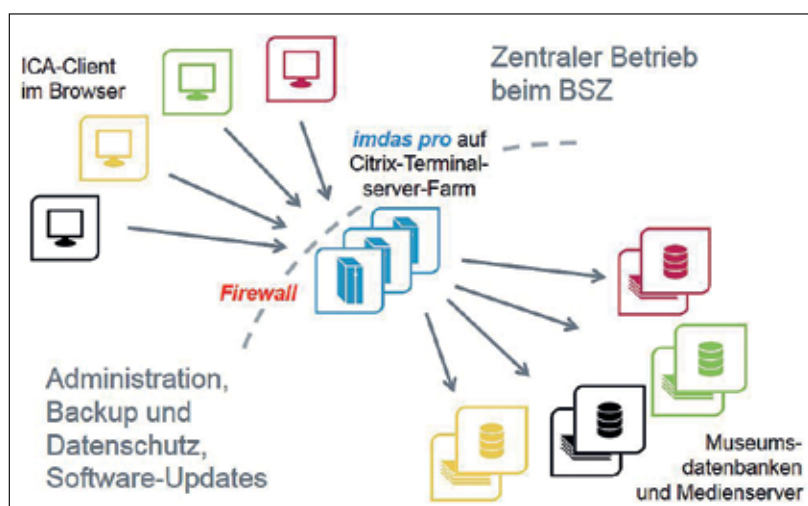 ICA-Client
im Browser
Zentraler Betrieb
beim BSZ
imdas pro auf
Citrix-Terminal-
server-Farm
Firewall
Administration,
Backup und
Datenschutz,
Software-Updates
Museums-
datenbanken
und Medienserver